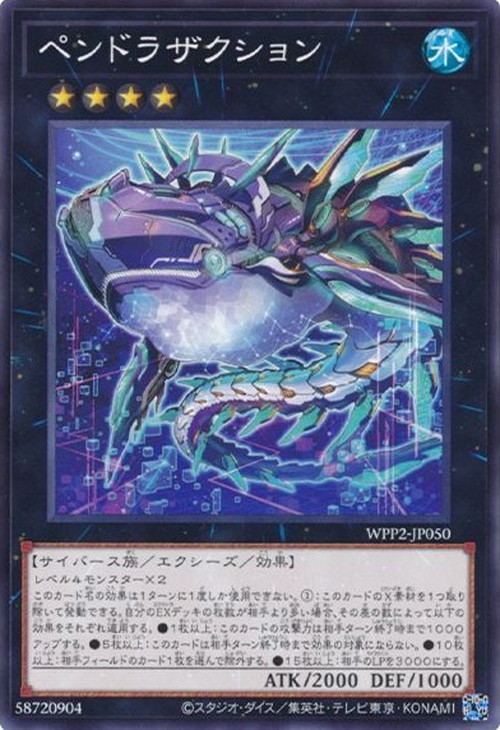 ペンドラザクション
水
WPP2-JP050
【サイバース族／エクシーズ／効果】
レベル４モンスター×２
このカード名の効果は1ターンに1度しか使用できない。①：このカードのX素材を1つ取り
除いて発動できる。自分のEXデッキの枚数が相手より多い場合、その差の数によって以下の
効果をそれぞれ適用する。●1枚以上：このカードの攻撃力は相手ターン終了時まで1000
アップする。●5枚以上：このカードは相手ターン終了時まで効果の対象にならない。●10枚
以上：相手フィールドのカード1枚を選んで除外する。●15枚以上：相手のLPを3000にする。
ATK/2000 DEF/1000
58720904
©スタジオ・ダイス／集英社・テレビ東京・KONAMI